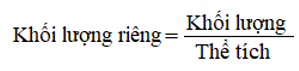 Khối lượng riêng = Khối lượng
Thể tích